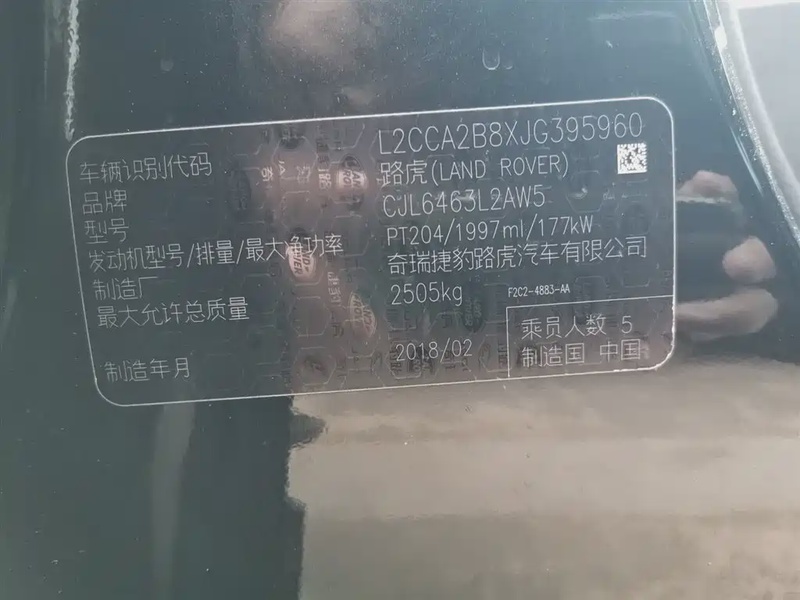 车辆识别代码 L2CCA2B8XJG395960
品牌 路虎(LAND ROVER)
型号 CJL6463L2AW5
发动机型号/排量/最大净功率 PT204/1997ml/177kW
制造厂 奇瑞捷豹路虎汽车有限公司
最大允许总质量 2505kg
F2C2-4883-AA
乘员人数 5
制造年月 2018/02
制造国 中国